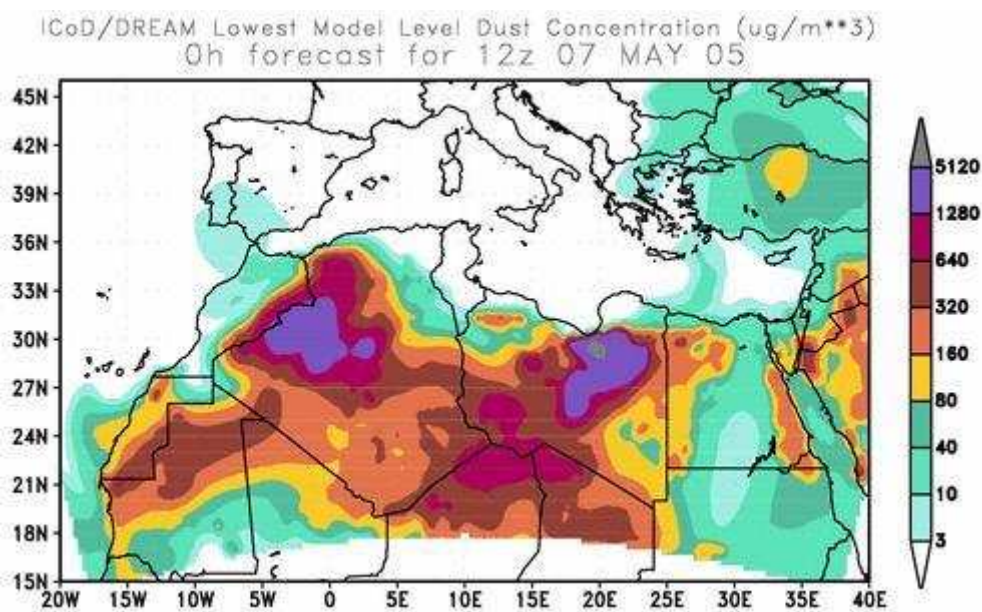 ICoD/DREAM Lowest Model Level Dust Concentration (ug/m**3)
0h forecast for 12z 07 MAY 05
45N
42N
39N
36N
33N
30N
27N
24N
21N
18N
15N
20W 15W 10W 5W 0 5E 10E 15E 20E 25E 30E 35E 40E
5120
1280
640
320
160
80
40
10
3